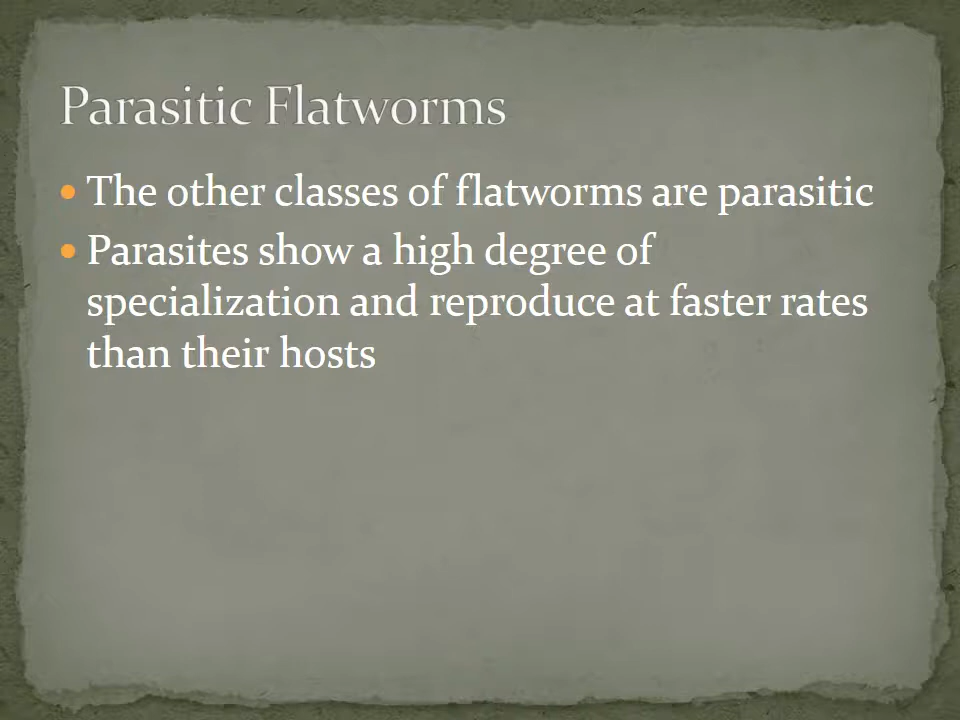 Parasitic Flatworms
• The other classes of flatworms are parasitic
• Parasites show a high degree of
specialization and reproduce at faster rates
than their hosts